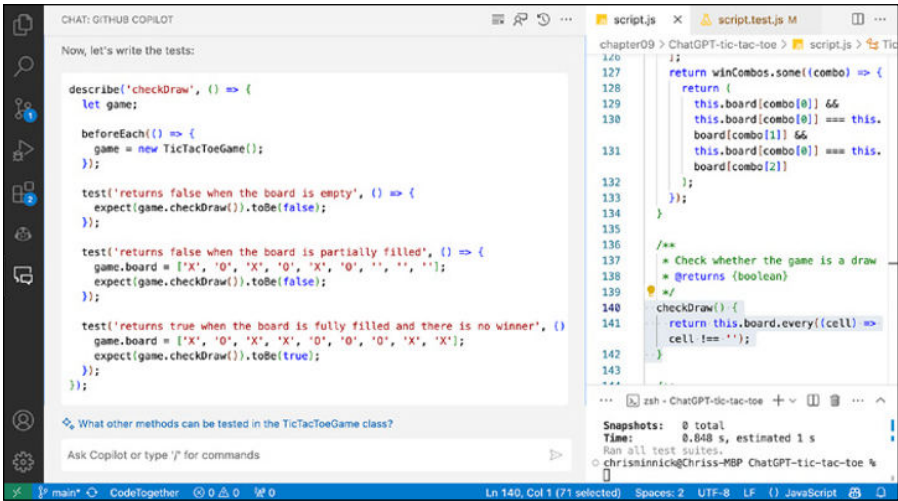 CHAT: GITHUB COPILOT
Now, let's write the tests:
describe('checkDraw', () => {
let game;
beforeEach(() => {
game = new TicTacToeGame();
});
test('returns false when the board is empty', () => {
expect(game.checkDraw()).toBe(false);
});
test('returns false when the board is partially filled', () => {
game.board = ['X', 'O', 'X', 'O', 'X', 'O', '', '', ''];
expect(game.checkDraw()).toBe(false);
});
test('returns true when the board is fully filled and there is no winner', ()
game.board = ['X', 'O', 'X', 'X', 'O', 'O', 'O', 'X', 'X'];
expect(game.checkDraw()).toBe(true);
});
});
What other methods can be tested in the TicTacToeGame class?
Ask Copilot or type '/' for commands
script.js × script.test.js M
chapter09 > ChatGPT-tic-tac-toe > script.js > Tic
126 ];
127 return winCombos.some((combo) => {
128 return (
129 this.board[combo[0]] &&
130 this.board[combo[0]] === this.
board[combo[1]] &&
131 this.board[combo[0]] === this.
board[combo[2]]
132 );
133 });
134 }
135
136 /**
137 * Check whether the game is a draw
138 * @returns {boolean}
139 */
140 checkDraw() {
141 return this.board.every((cell) =>
cell !== '');
142 }
143
zsh - ChatGPT-tic-tac-toe
Snapshots: 0 total
Time: 0.848 s, estimated 1 s
Ran all test suites.
chrisminnick@Chriss-MBP ChatGPT-tic-tac-toe %
main* CodeTogether 0 0 0 Ln 140, Col 1 (71 selected) Spaces: 2 UTF-8 LF {} JavaScript